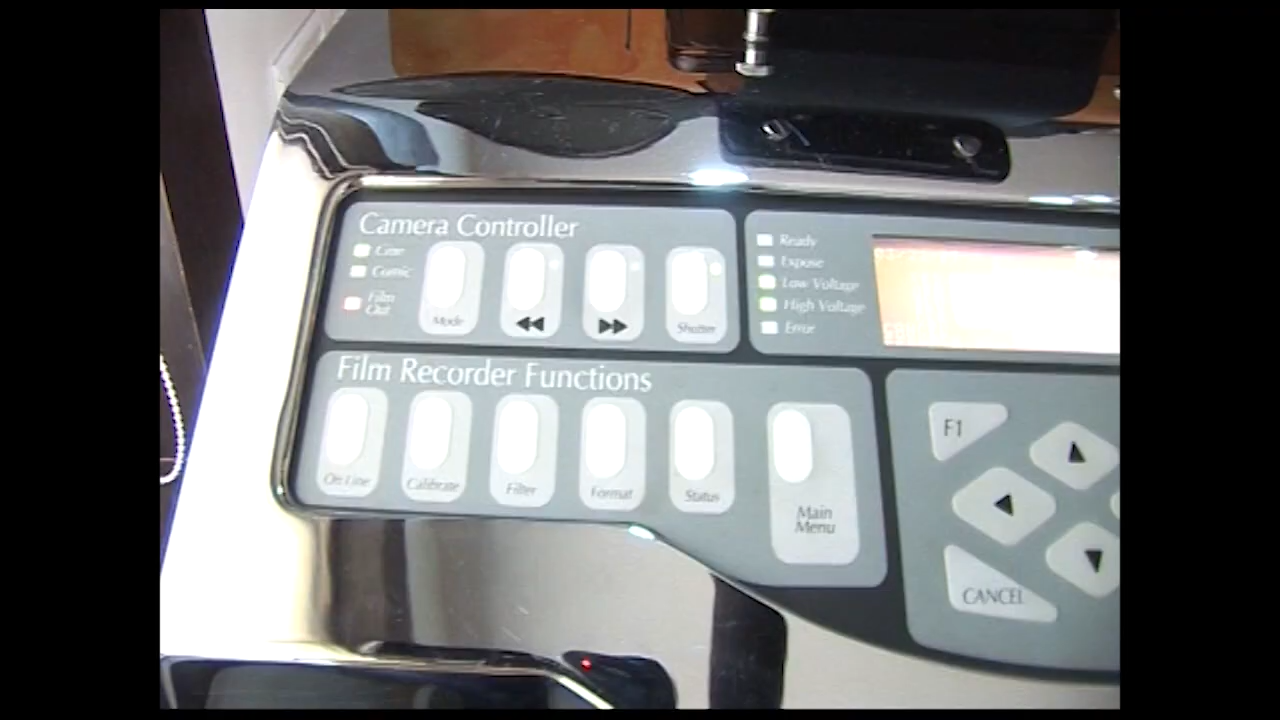 Camera Controller
Cine
Comic
Film
Out
Mode
Shutter
Ready
Expose
Low Voltage
High Voltage
Error
Film Recorder Functions
On Line
Calibrate
Filter
Format
Status
Main
Menu
F1
CANCEL